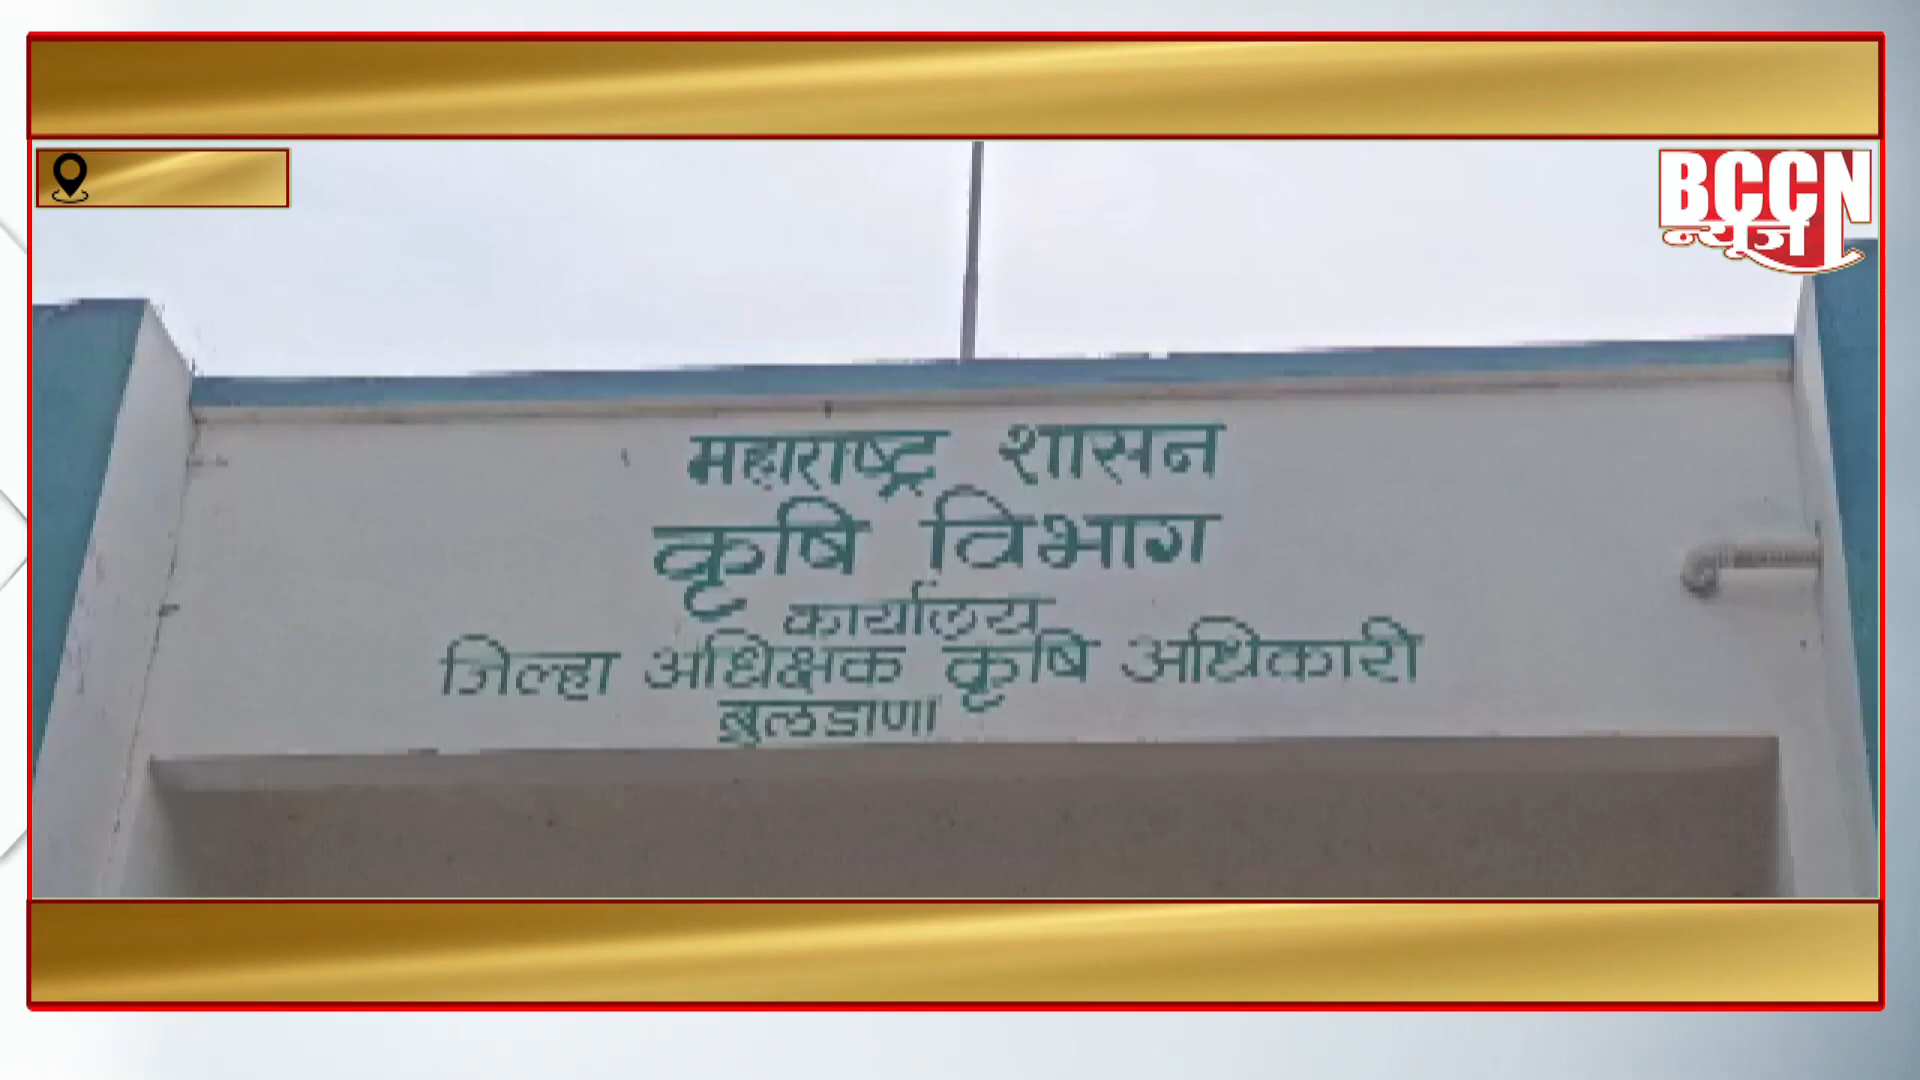 BCCN
न्यूज
महाराष्ट्र शासन
कृषि विभाग
कार्यालय
जिल्हा अधिक्षक कृषि अधिकारी
बुलडाणा